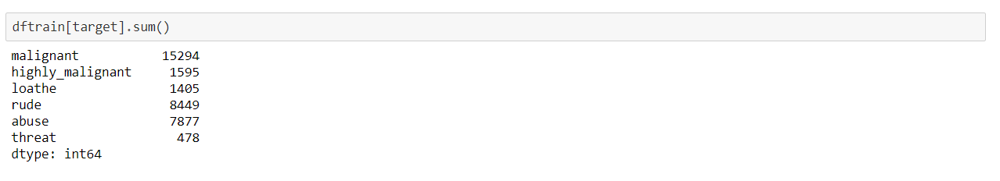 dftrain[target].sum()
malignant 15294
highly_malignant 1595
loathe 1405
rude 8449
abuse 7877
threat 478
dtype: int64